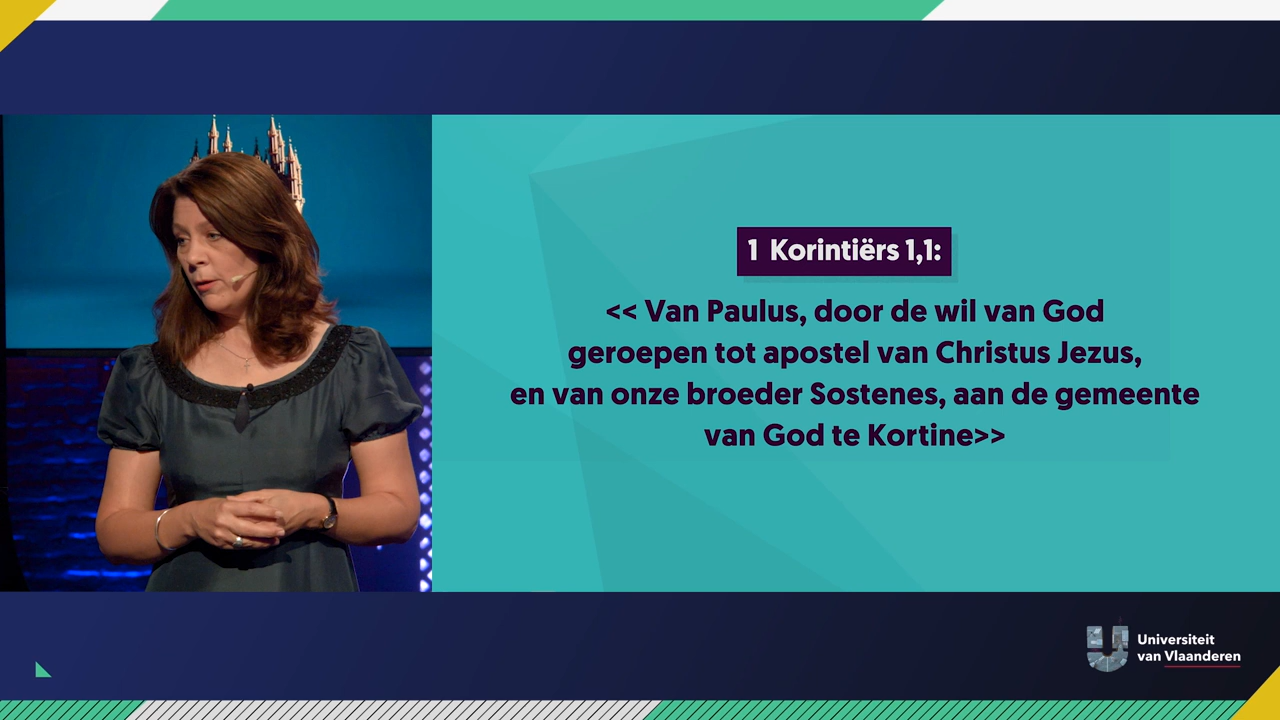 1 Korintiërs 1,1:
<< Van Paulus, door de wil van God
geroepen tot apostel van Christus Jezus,
en van onze broeder Sostenes, aan de gemeente
van God te Kortine>>
Universiteit
van Vlaanderen